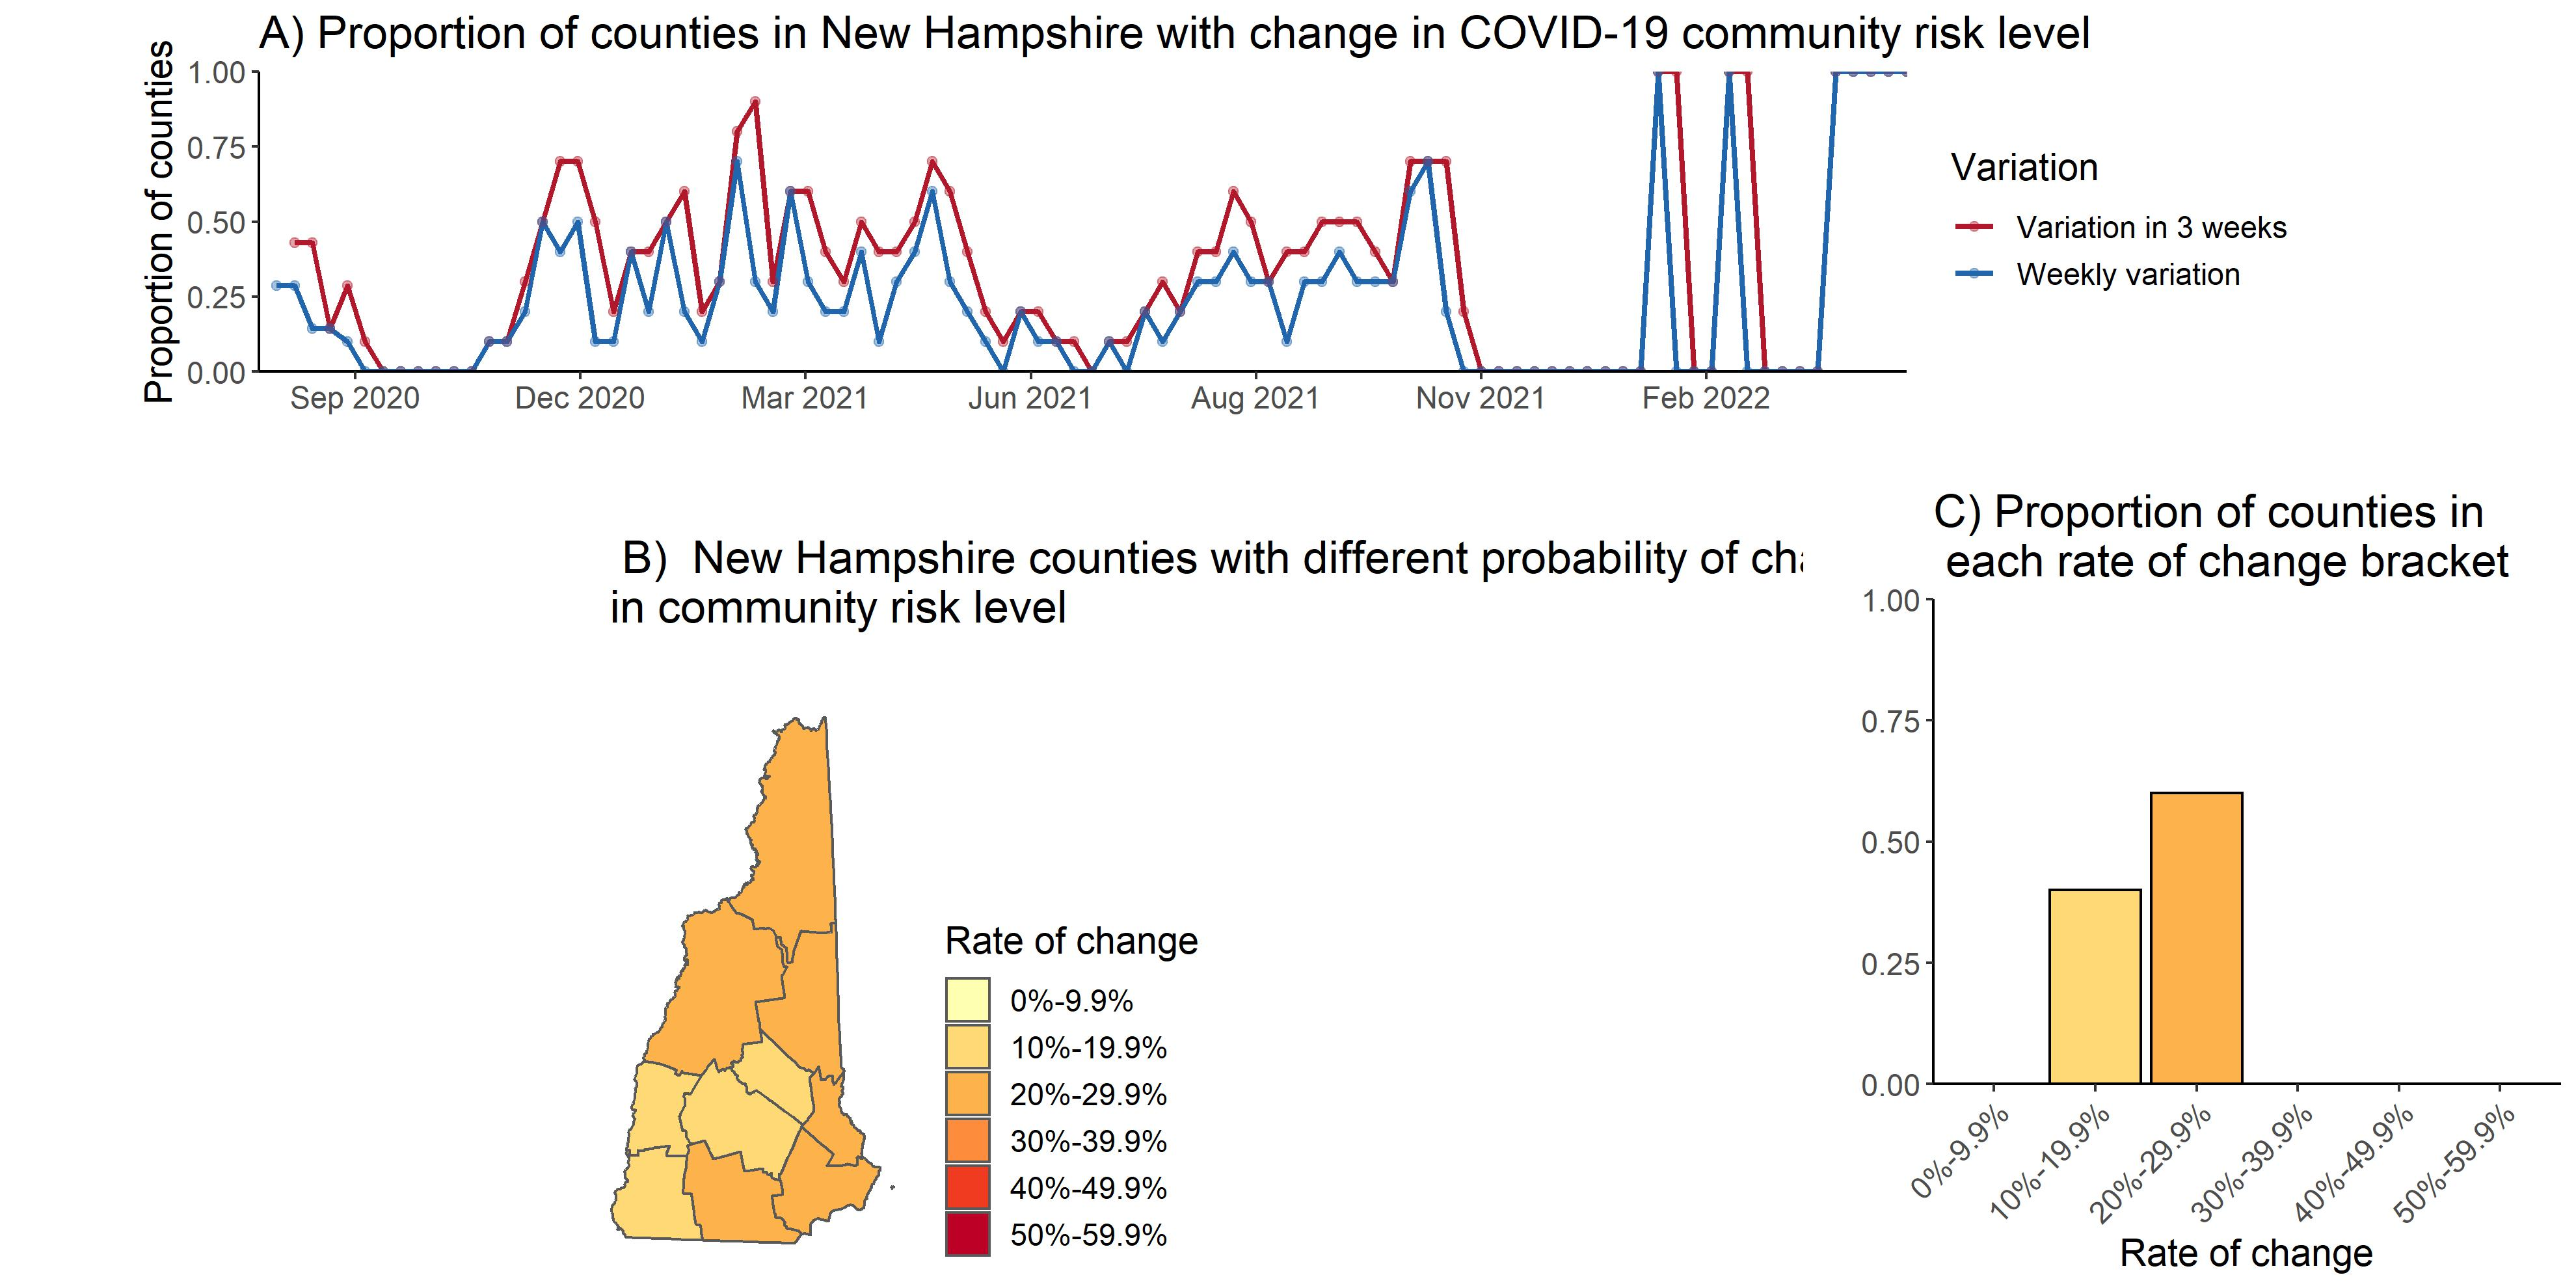 A) Proportion of counties in New Hampshire with change in COVID-19 community risk level
Proportion of counties
1.00
0.75
0.50
0.25
0.00
Sep 2020
Dec 2020
Mar 2021
Jun 2021
Aug 2021
Nov 2021
Feb 2022
Variation
Variation in 3 weeks
Weekly variation
B) New Hampshire counties with different probability of
in community risk level
Rate of change
0%-9.9%
10%-19.9%
20%-29.9%
30%-39.9%
40%-49.9%
50%-59.9%
C) Proportion of counties in
each rate of change bracket
1.00
0.75
0.50
0.25
0.00
0%-9.9%
10%-19.9%
20%-29.9%
30%-39.9%
40%-49.9%
50%-59.9%
Rate of change